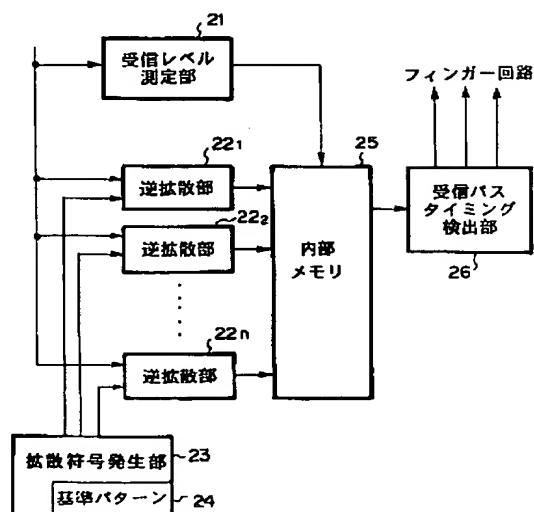 21
受信レベル
測定部
フィンガー回路
22₁
逆拡散部
25
22₂
逆拡散部
内部
メモリ
受信パス
タイミング
検出部
26
22n
逆拡散部
拡散符号発生部
23
基準パターン
24